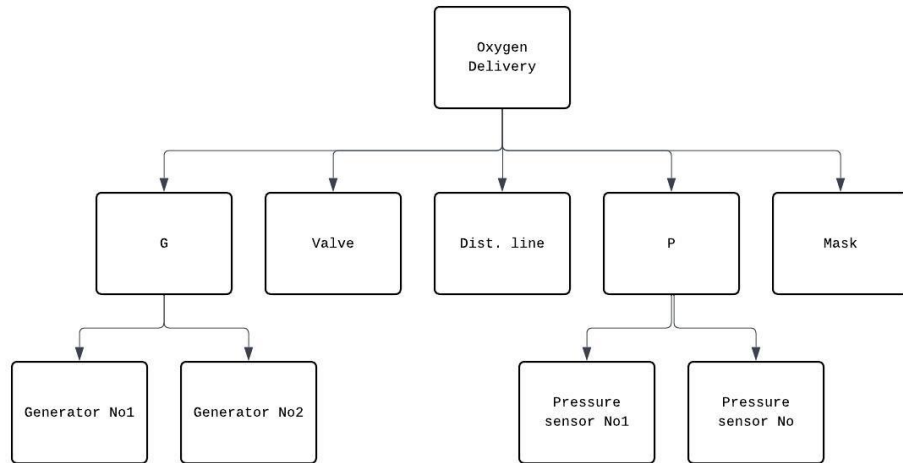 Oxygen
Delivery
G
Valve
Dist. line
P
Mask
Generator No1
Generator No2
Pressure
sensor No1
Pressure
sensor No